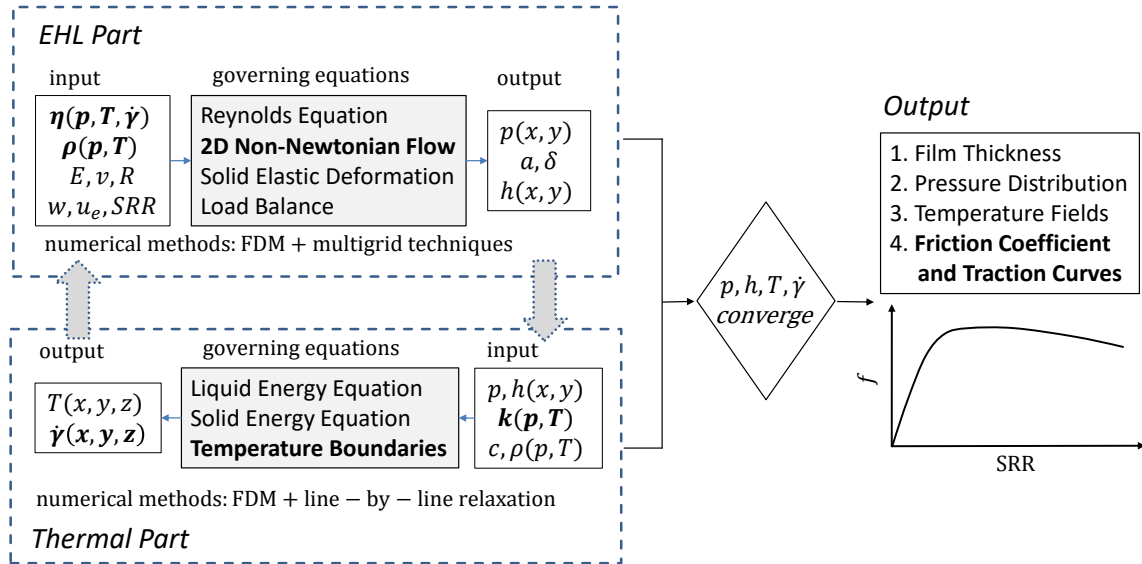 EHL Part
input
η(p, T, γ̇)
ρ(p, T)
E, v, R
w, u_e, SRR
governing equations
Reynolds Equation
2D Non-Newtonian Flow
Solid Elastic Deformation
Load Balance
output
p(x, y)
a, δ
h(x, y)
numerical methods: FDM + multigrid techniques
output
T(x, y, z)
γ̇(x, y, z)
governing equations
Liquid Energy Equation
Solid Energy Equation
Temperature Boundaries
input
p, h(x, y)
k(p, T)
c, ρ(p, T)
numerical methods: FDM + line − by − line relaxation
Thermal Part
p, h, T, γ̇
converge
Output
1. Film Thickness
2. Pressure Distribution
3. Temperature Fields
4. Friction Coefficient
and Traction Curves
f
SRR